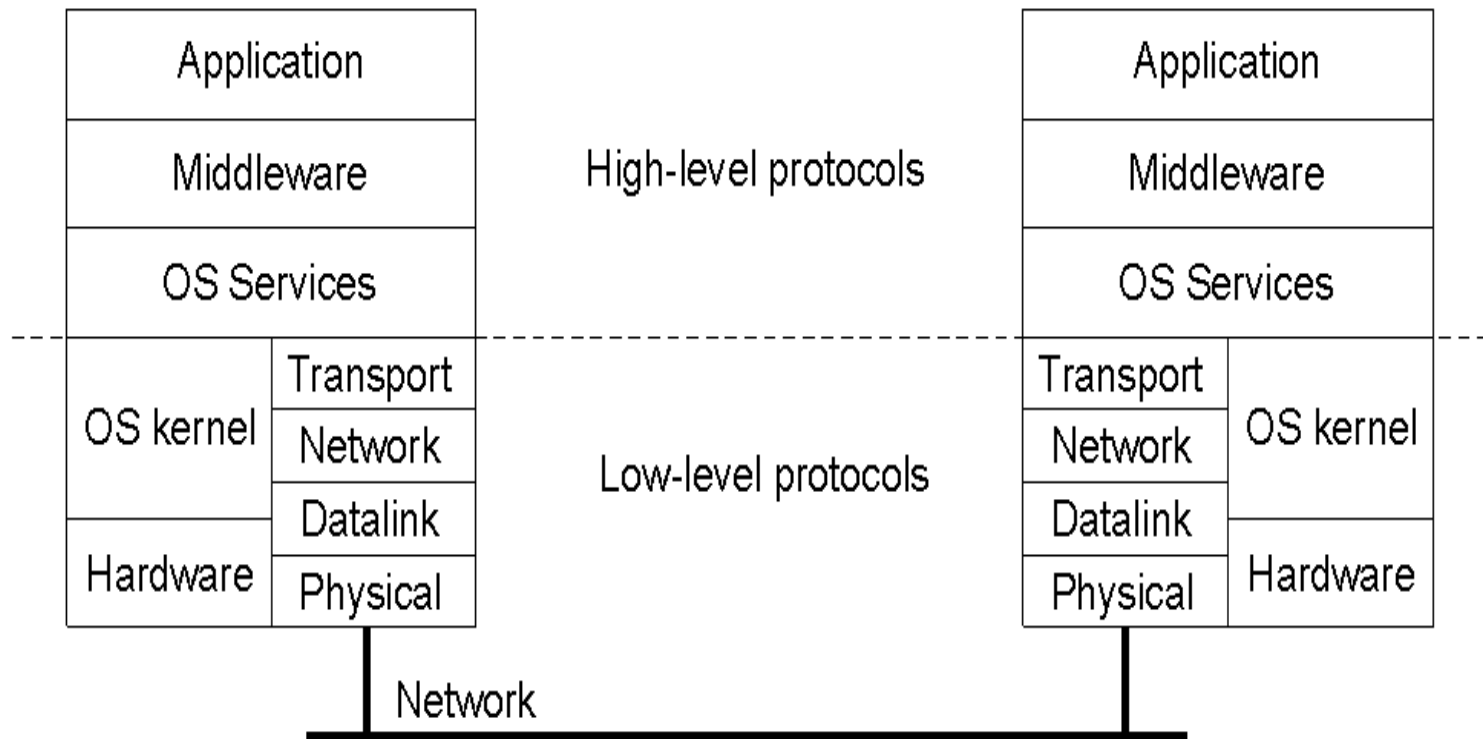 Application
Application
Middleware
High-level protocols
Middleware
OS Services
OS Services
Transport
Transport
OS kernel
Network
Network
OS kernel
Low-level protocols
Datalink
Datalink
Hardware
Physical
Physical
Hardware
Network